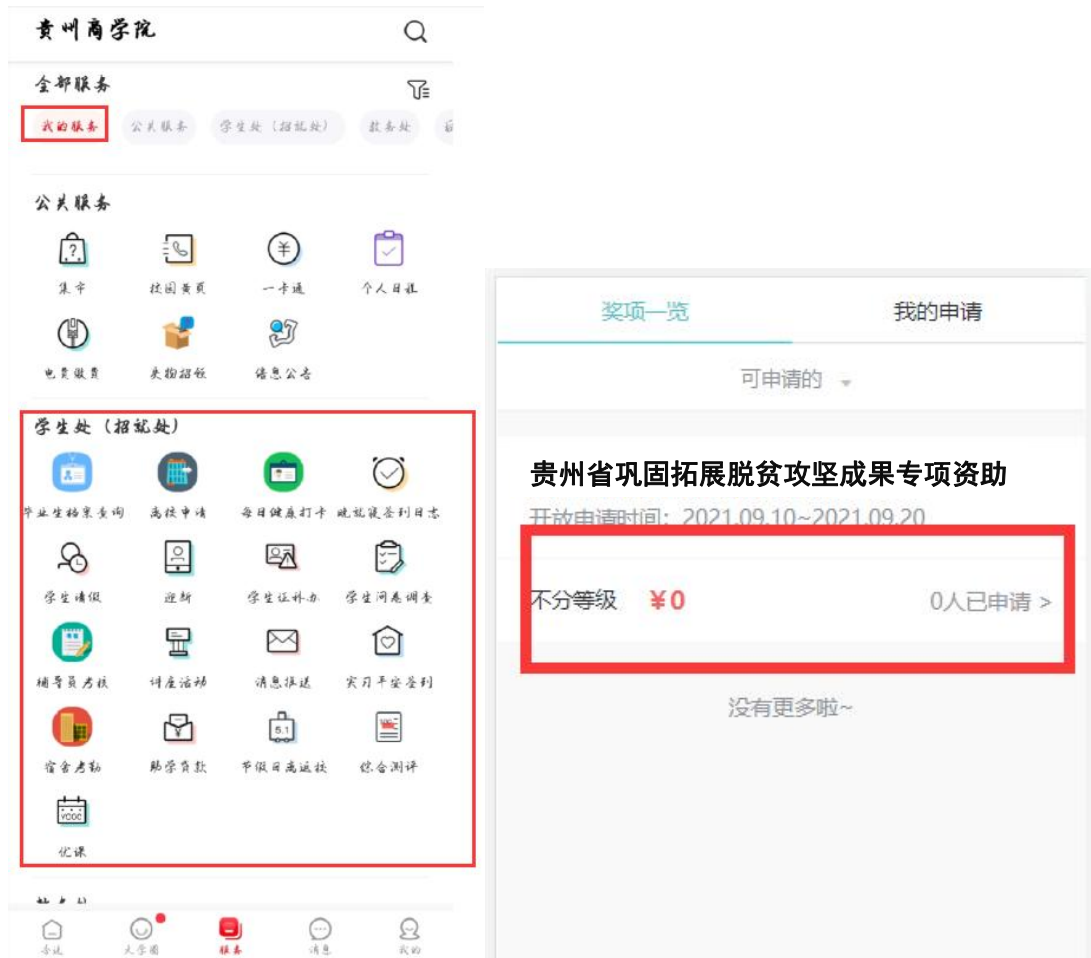 贵州商学院
全部服务
我的服务 公共服务 学生处（招就处） 教务处
公共服务
集市 校园黄页 一卡通 个人日程
电费缴费 失物招领 信息公告
学生处（招就处）
毕业生档案查询 离校申请 每日健康打卡 晚就寝签到日志
学生请假 迎新 学生证补办 学生问卷调查
辅导员考核 讲座活动 消息推送 实习平安签到
5.1
宿舍考勤 助学贷款 节假日离返校 综合测评
优课
大学圈 服务 消息 我的
奖项一览 我的申请
可申请的
贵州省巩固拓展脱贫攻坚成果专项资助
开放申请时间：2021.09.10~2021.09.20
不分等级 ￥0 0人已申请 >
没有更多啦~